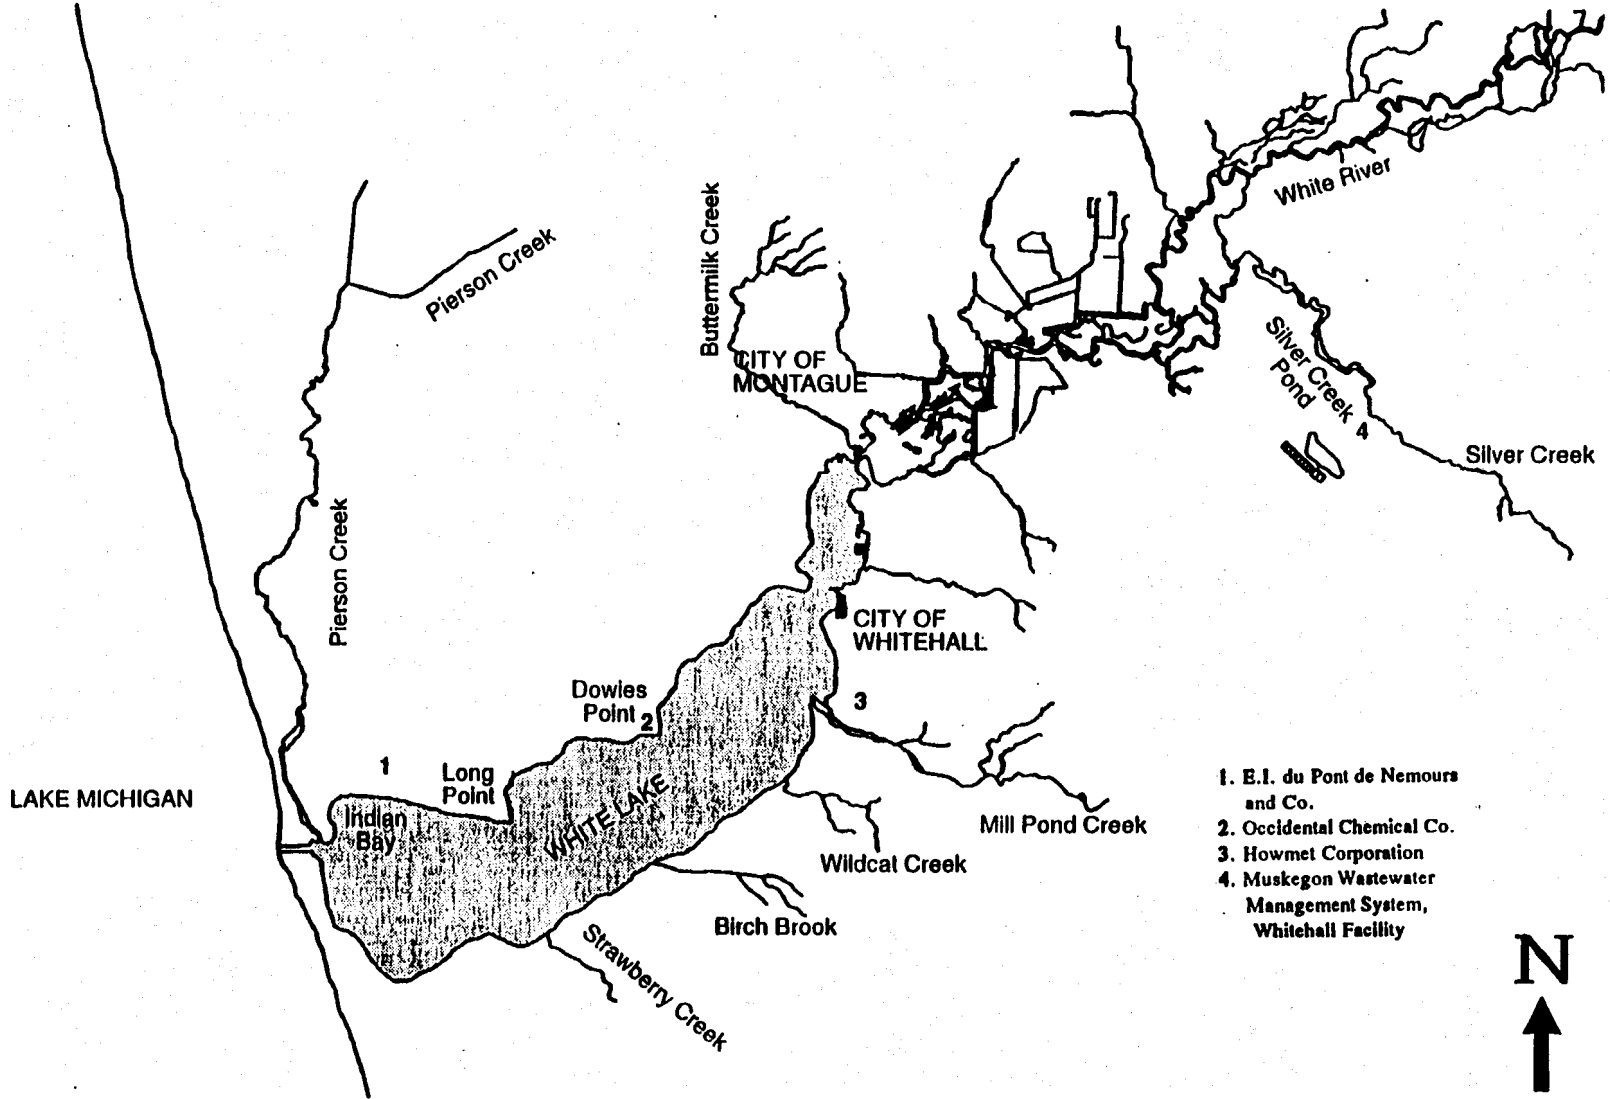 White River
Buttermilk Creek
Pierson Creek
CITY OF
MONTAGUE
Silver Creek
Pond
4
Silver Creek
Pierson Creek
CITY OF
WHITEHALL
Dowies
Point 2
3
1
Long
Point
LAKE MICHIGAN
Indian
Bay
WHITE LAKE
Mill Pond Creek
Wildcat Creek
Birch Brook
Strawberry Creek
1. E.I. du Pont de Nemours
and Co.
2. Occidental Chemical Co.
3. Howmet Corporation
4. Muskegon Wastewater
Management System,
Whitehall Facility
N